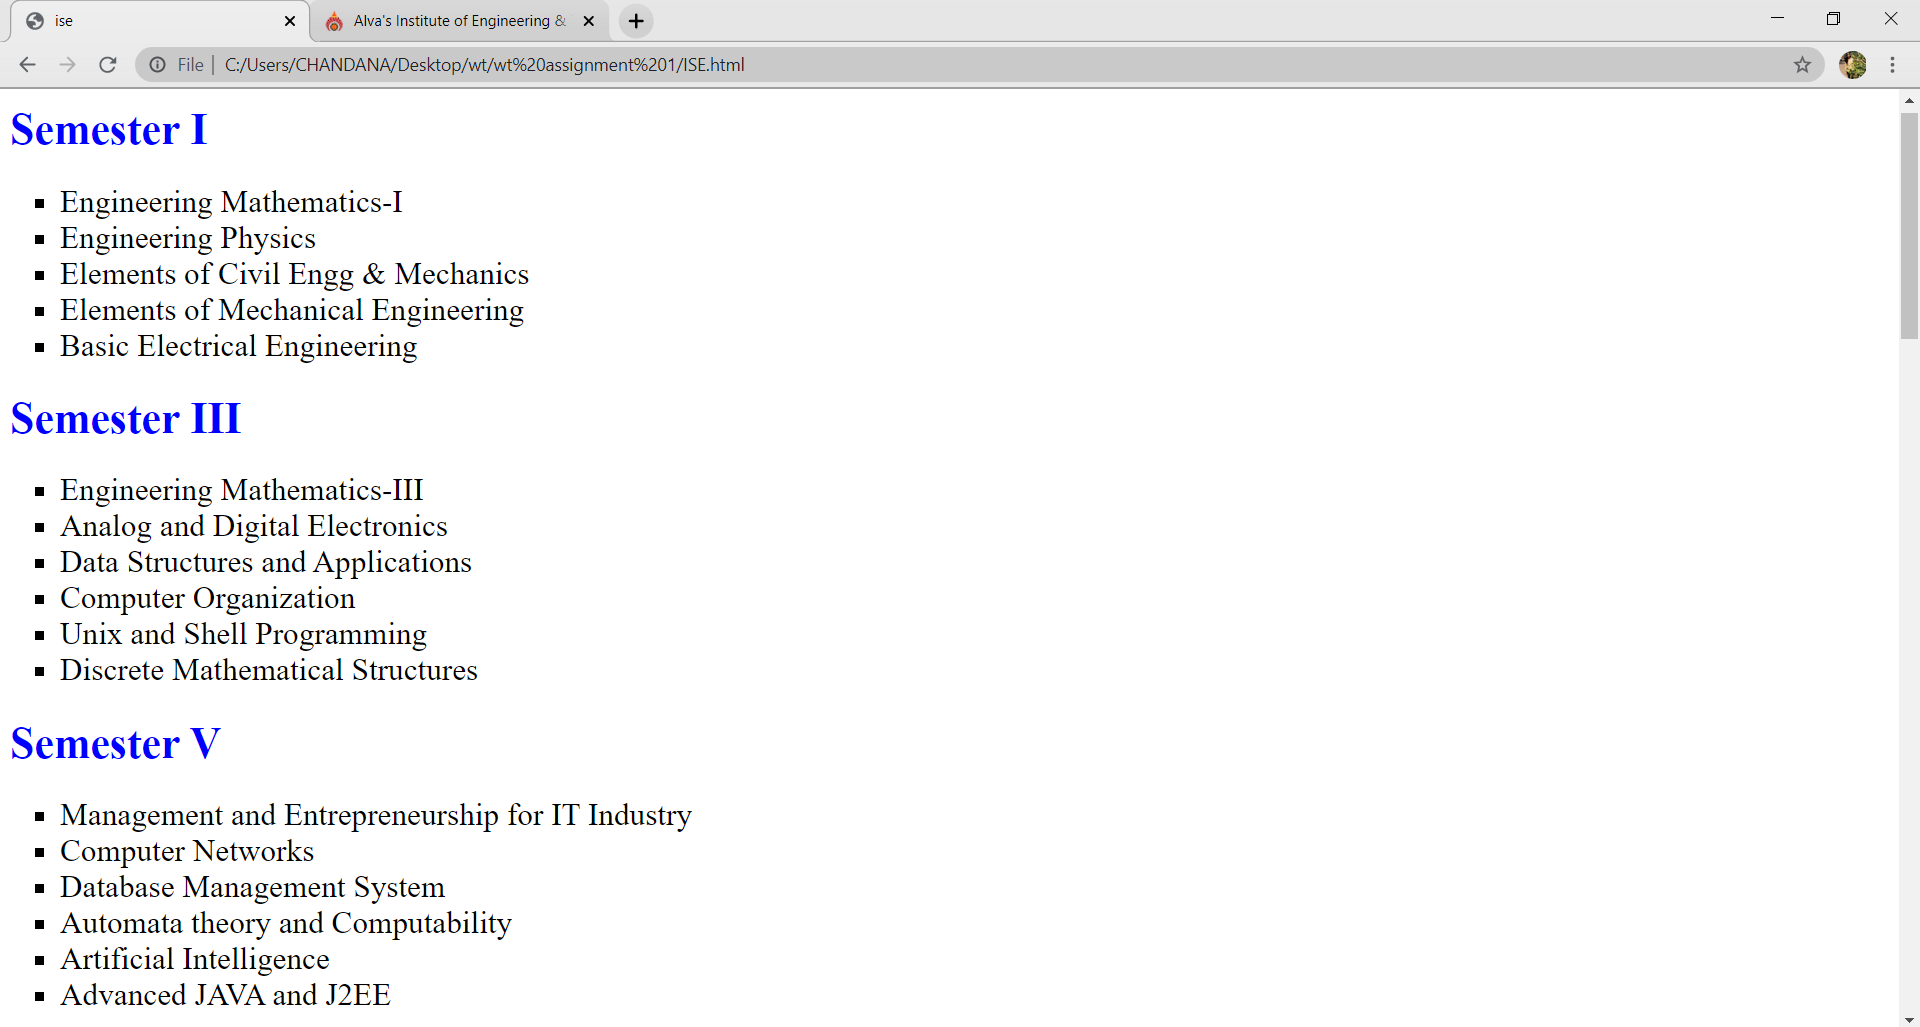 ise
Alva's Institute of Engineering &
File | C:/Users/CHANDANA/Desktop/wt/wt%20assignment%201/ISE.html
Semester I
Engineering Mathematics-I
Engineering Physics
Elements of Civil Engg & Mechanics
Elements of Mechanical Engineering
Basic Electrical Engineering
Semester III
Engineering Mathematics-III
Analog and Digital Electronics
Data Structures and Applications
Computer Organization
Unix and Shell Programming
Discrete Mathematical Structures
Semester V
Management and Entrepreneurship for IT Industry
Computer Networks
Database Management System
Automata theory and Computability
Artificial Intelligence
Advanced JAVA and J2EE